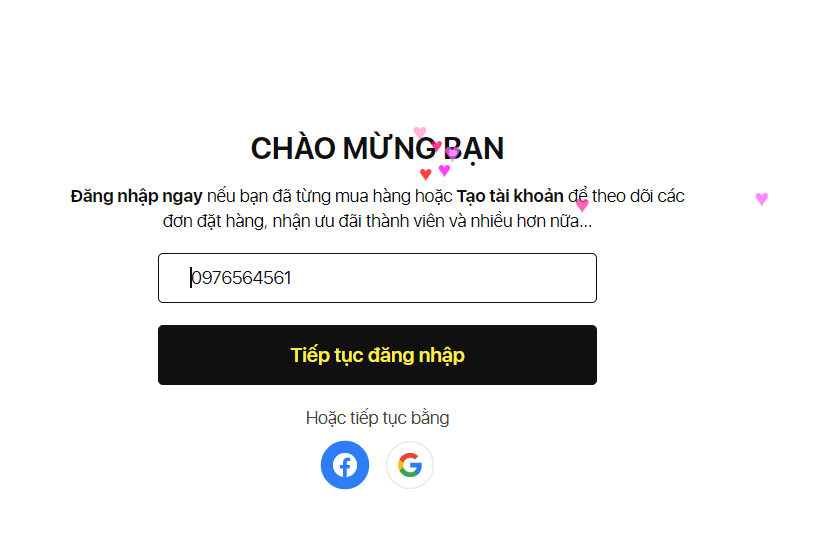 CHÀO MỪNG BẠN
Đăng nhập ngay nếu bạn đã từng mua hàng hoặc Tạo tài khoản để theo dõi các
đơn đặt hàng, nhận ưu đãi thành viên và nhiều hơn nữa...
0976564561
Tiếp tục đăng nhập
Hoặc tiếp tục bằng